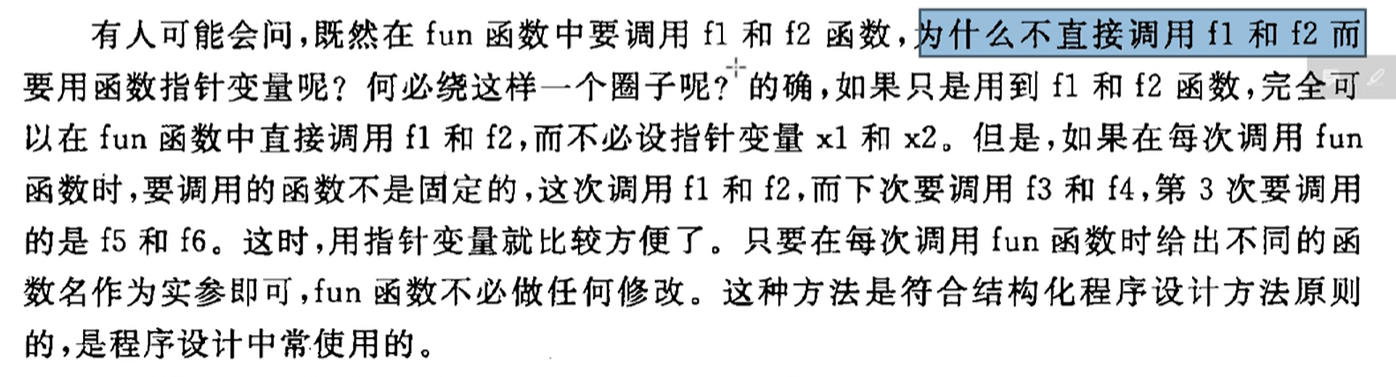 有人可能会问,既然在 fun 函数中要调用 f1 和 f2 函数,为什么不直接调用 f1 和 f2 而
要用函数指针变量呢? 何必绕这样一个圈子呢? 的确,如果只是用到 f1 和 f2 函数,完全可
以在 fun 函数中直接调用 f1 和 f2,而不必设指针变量 x1 和 x2。但是,如果在每次调用 fun
函数时,要调用的函数不是固定的,这次调用 f1 和 f2,而下次要调用 f3 和 f4,第 3 次要调用
的是 f5 和 f6。这时,用指针变量就比较方便了。只要在每次调用 fun 函数时给出不同的函
数名作为实参即可,fun 函数不必做任何修改。这种方法是符合结构化程序设计方法原则
的,是程序设计中常使用的。